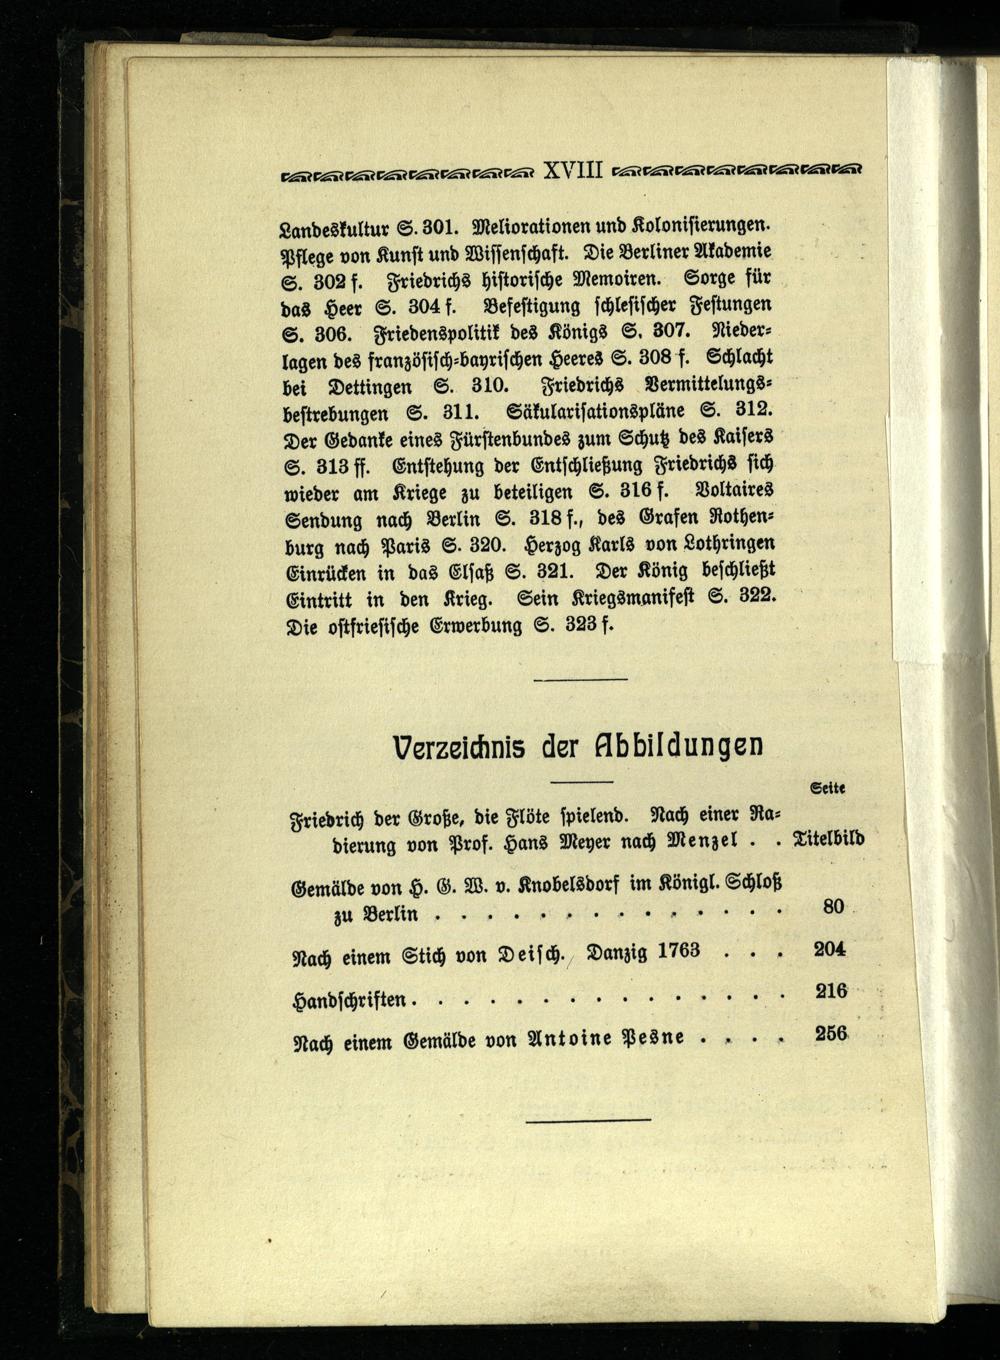 XVIII
Landeskultur S. 301. Meliorationen und Kolonisierungen.
Pflege von Kunst und Wissenschaft. Die Berliner Akademie
S. 302 f. Friedrichs historische Memoiren. Sorge für
das Heer S. 304 f. Befestigung schlesischer Festungen
S. 306. Friedenspolitik des Königs S. 307. Nieder-
lagen des französisch-bayrischen Heeres S. 308 f. Schlacht
bei Dettingen S. 310. Friedrichs Vermittelungs-
bestrebungen S. 311. Säkularisationspläne S. 312.
Der Gedanke eines Fürstenbundes zum Schutz des Kaisers
S. 313 ff. Entstehung der Entschließung Friedrichs sich
wieder am Kriege zu beteiligen S. 316 f. Voltaires
Sendung nach Berlin S. 318 f., des Grafen Rothen-
burg nach Paris S. 320. Herzog Karls von Lothringen
Einrücken in das Elsaß S. 321. Der König beschließt
Eintritt in den Krieg. Sein Kriegsmanifest S. 322.
Die ostfriesische Erwerbung S. 323 f.
Verzeichnis der Abbildungen
Seite
Friedrich der Große, die Flöte spielend. Nach einer Ra-
dierung von Prof. Hans Meyer nach Menzel . . Titelbild
Gemälde von H. G. W. v. Knobelsdorf im Königl. Schloß
zu Berlin . . . . . . . . . . . . . . 80
Nach einem Stich von Deisch. Danzig 1763 . . . 204
Handschriften . . . . . . . . . . . . . . . 216
Nach einem Gemälde von Antoine Pesne . . . . 256